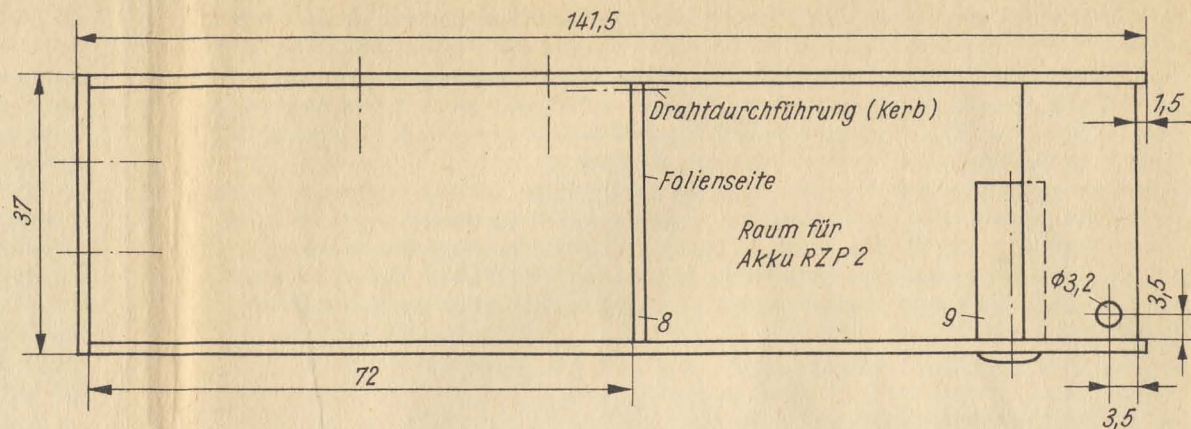 141,5
Drahtdurchführung (Kerb)
1,5
Folienseite
37
Raum für
Akku RZP 2
ϕ3,2
3,5
8
9
72
3,5